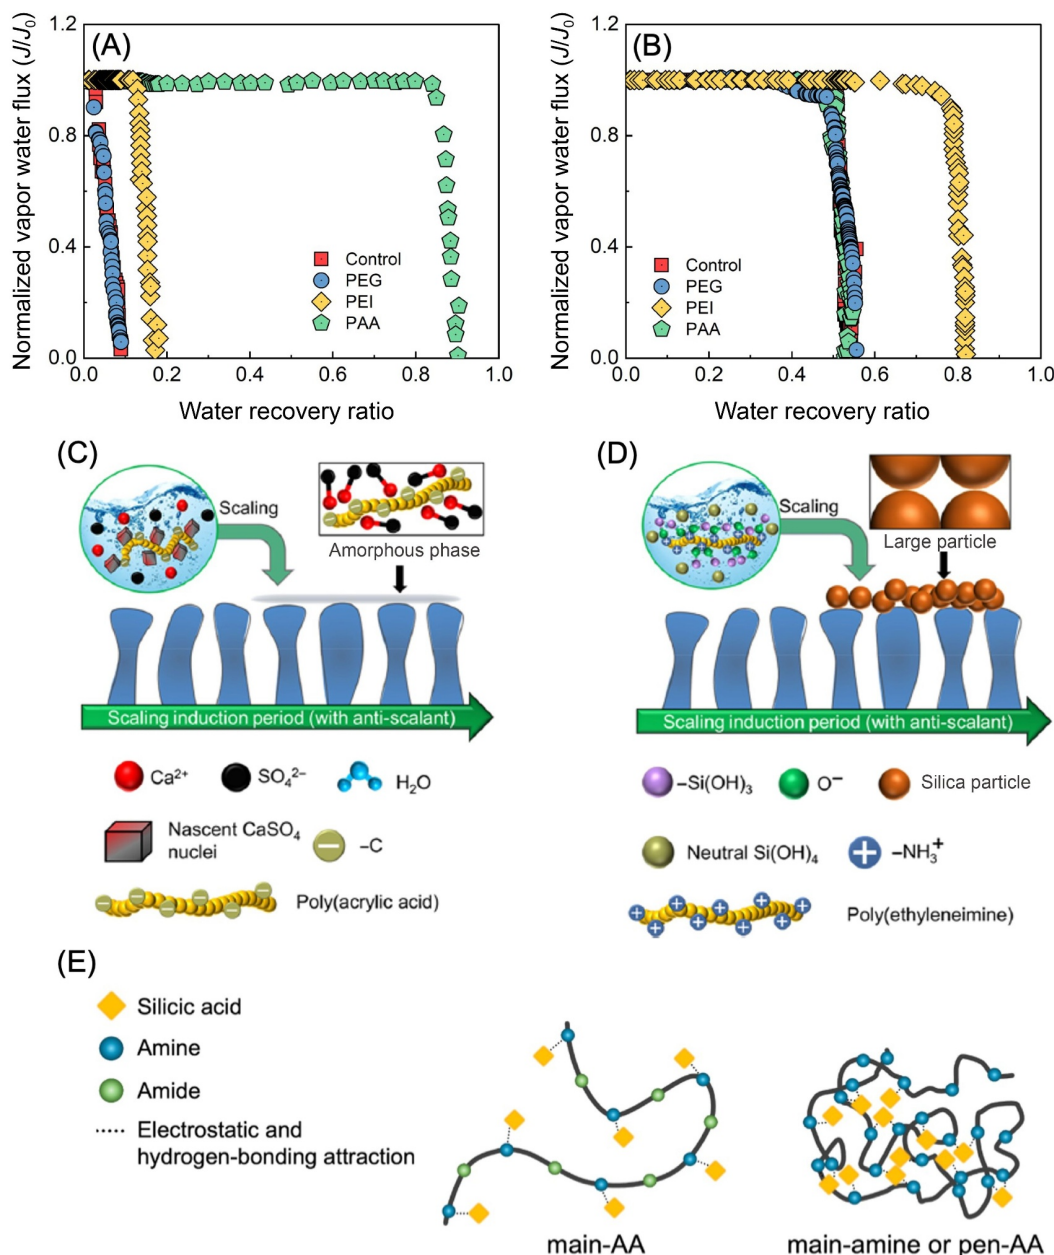 (A)
Normalized vapor water flux (J/J₀)
1.2
0.8
0.4
0.0
Control
PEG
PEI
PAA
0.0 0.2 0.4 0.6 0.8 1.0
Water recovery ratio
(B)
Normalized vapor water flux (J/J₀)
1.2
0.8
0.4
0.0
Control
PEG
PEI
PAA
0.0 0.2 0.4 0.6 0.8 1.0
Water recovery ratio
(C)
Scaling
Amorphous phase
Scaling induction period (with anti-scalant)
Ca²⁺
SO₄²⁻
H₂O
Nascent CaSO₄
nuclei
–C
Poly(acrylic acid)
(D)
Scaling
Large particle
Scaling induction period (with anti-scalant)
–Si(OH)₃
O⁻
Silica particle
Neutral Si(OH)₄
–NH₃⁺
Poly(ethyleneimine)
(E)
Silicic acid
Amine
Amide
Electrostatic and
hydrogen-bonding attraction
main-AA
main-amine or pen-AA